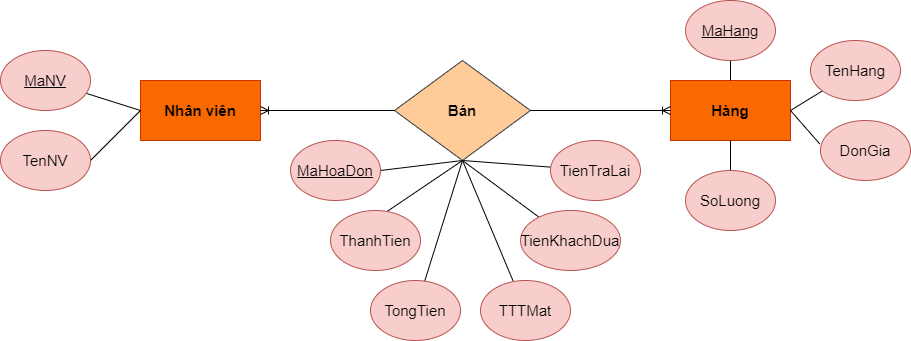 MaHang
MaNV
TenHang
Nhân viên
Bán
Hàng
TenNV
DonGia
MaHoaDon
TienTraLai
SoLuong
ThanhTien
TienKhachDua
TongTien
TTTMat